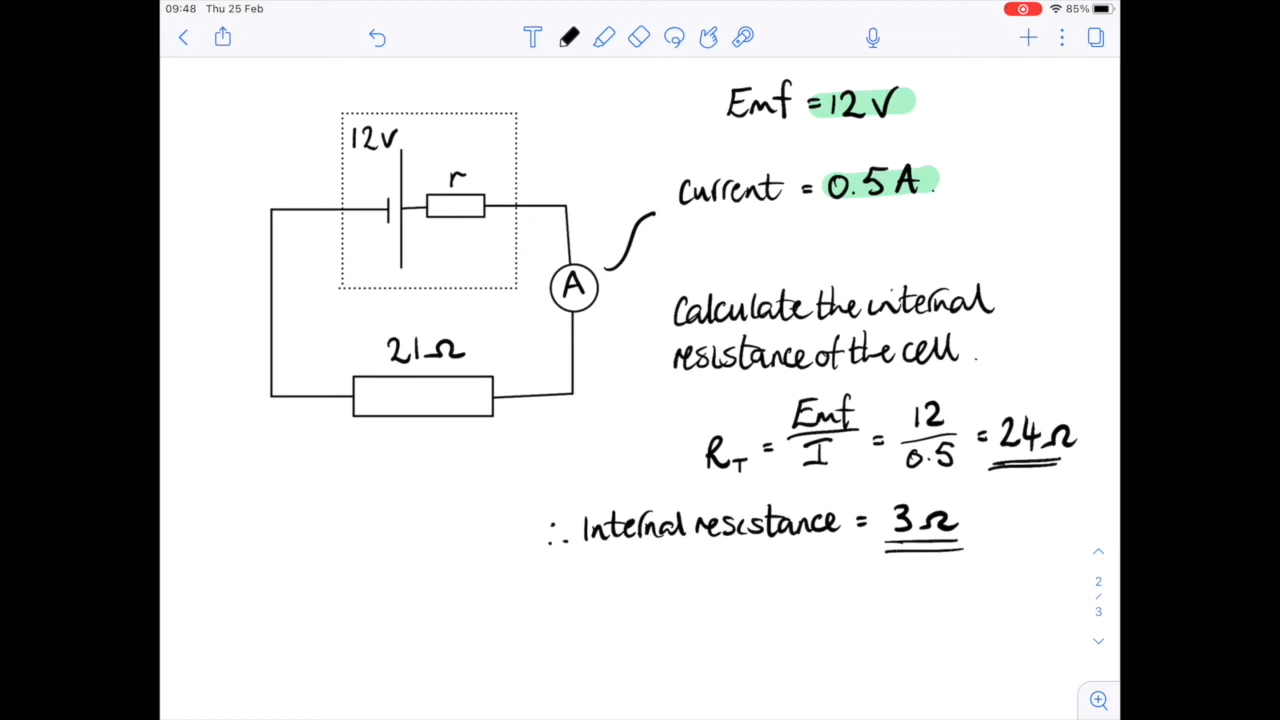 09:48 Thu 25 Feb
85%
T
Emf = 12V
12V
r
Current = 0.5A.
A
Calculate the internal
resistance of the cell.
21Ω
R_T = Emf/I = 12/0.5 = 24Ω
∴ Internal resistance = 3Ω
2
/
3